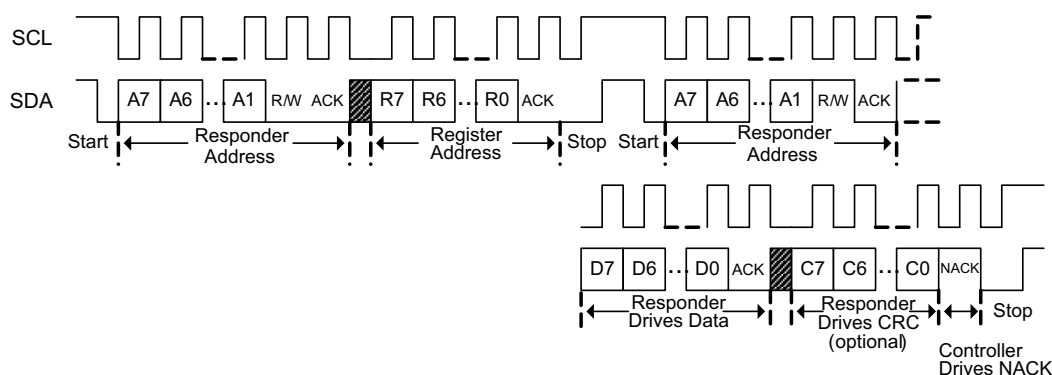 SCL
SDA
A7 A6 ... A1 R/W ACK R7 R6 ... R0 ACK A7 A6 ... A1 R/W ACK
Start Responder Address Register Address Stop Start Responder Address
D7 D6 ... D0 ACK C7 C6 ... C0 NACK
Responder Drives Data Responder Drives CRC (optional) Stop
Controller Drives NACK